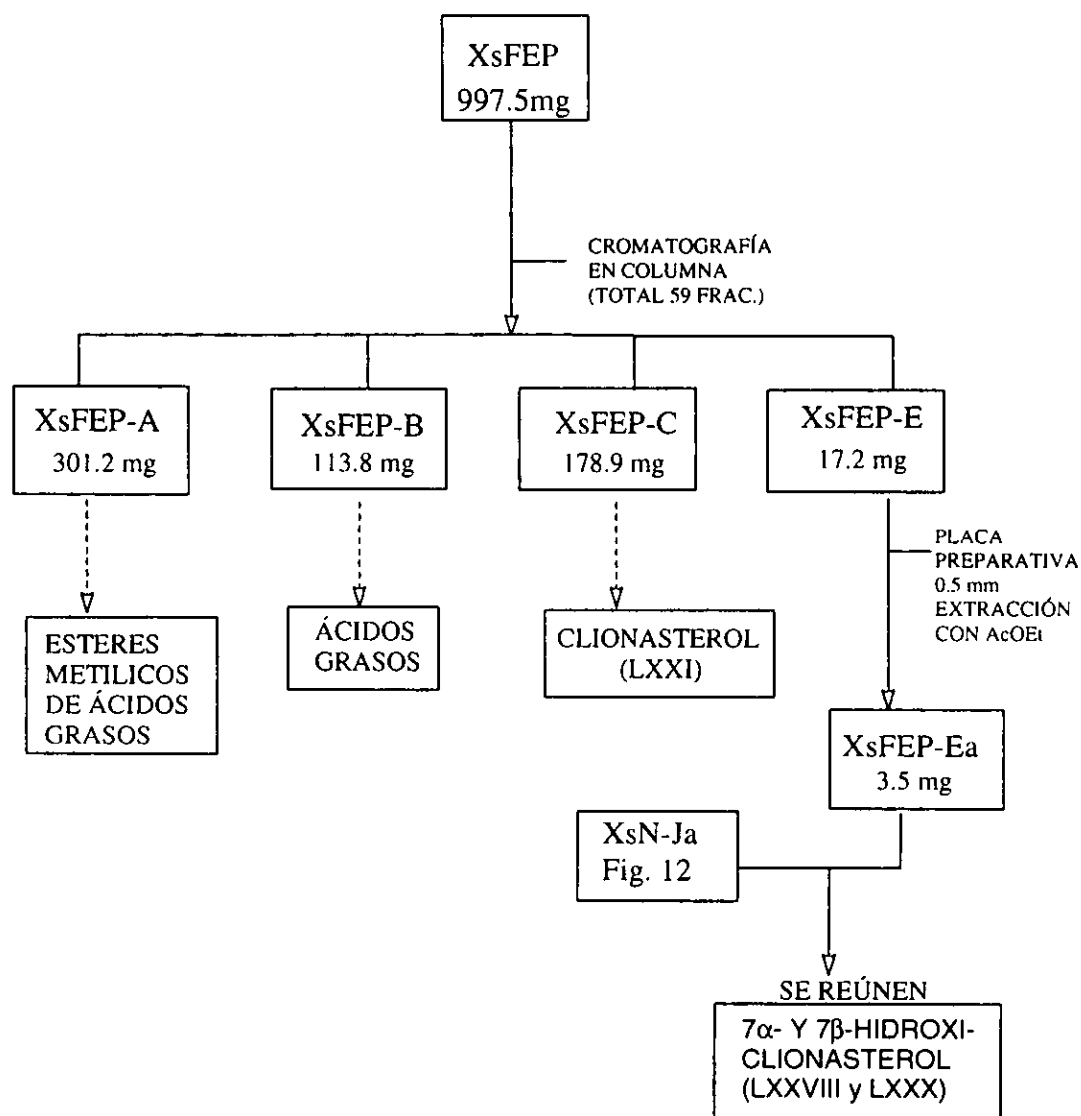 XsFEP
997.5mg
CROMATOGRAFÍA
EN COLUMNA
(TOTAL 59 FRAC.)
XsFEP-A
301.2 mg
XsFEP-B
113.8 mg
XsFEP-C
178.9 mg
XsFEP-E
17.2 mg
PLACA
PREPARATIVA
0.5 mm
EXTRACCIÓN
CON AcOEt
ESTERES
METILICOS
DE ÁCIDOS
GRASOS
ÁCIDOS
GRASOS
CLIONASTEROL
(LXXI)
XsFEP-Ea
3.5 mg
XsN-Ja
Fig. 12
SE REÚNEN
7α- Y 7β-HIDROXI-
CLIONASTEROL
(LXXVIII y LXXX)